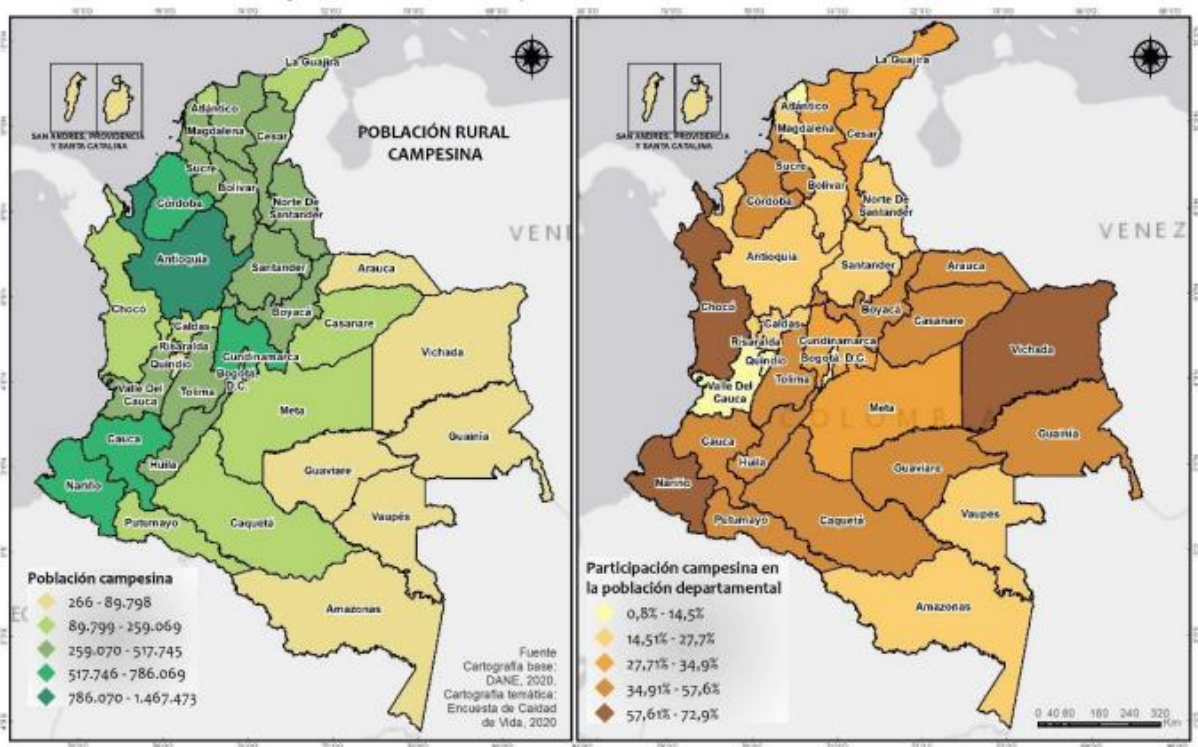 SAN ANDRES, PROVIDENCIA
Y SANTA CATALINA
POBLACIÓN RURAL
CAMPESINA
La Guajira
Atlántico
Magdalena
Cesar
Sucre
Bolívar
Norte De
Santander
Córdoba
Antioquia
Santander
Arauca
Chocó
Boyacá
Casanare
Caldas
Risaralda
Cundinamarca
Quindío
Bogotá,
D.C.
Vichada
Valle Del
Cauca
Tolima
Meta
Cauca
Guainía
Huila
Guaviare
Nariño
Putumayo
Caquetá
Vaupés
Amazonas
VENE
Población campesina
266 - 89.798
89.799 - 259.069
259.070 - 517.745
517.746 - 786.069
786.070 - 1.467.473
Fuente
Cartografía base:
DANE, 2020.
Cartografía temática:
Encuesta de Calidad
de Vida, 2020
SAN ANDRES, PROVIDENCIA
Y SANTA CATALINA
La Guajira
Atlántico
Magdalena
Cesar
Sucre
Bolívar
Norte De
Santander
Córdoba
Antioquia
Santander
Arauca
Chocó
Boyacá
Casanare
Caldas
Risaralda
Cundinamarca
Quindío
Bogotá, D.C.
Vichada
Valle Del
Cauca
Tolima
COLOMBIA
Meta
Cauca
Guainía
Huila
Guaviare
Nariño
Putumayo
Caquetá
Vaupés
Amazonas
VENEZ
Participación campesina en
la población departamental
0,8% - 14,5%
14,51% - 27,7%
27,71% - 34,9%
34,91% - 57,6%
57,61% - 72,9%
0 40 80 160 240 320
Km